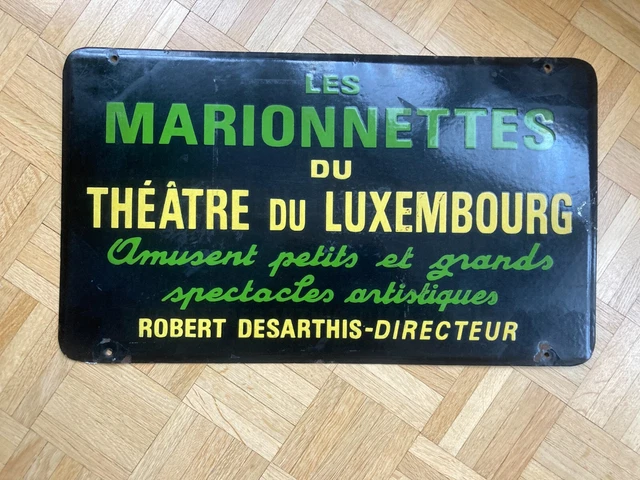 LES
MARIONNETTES
DU
THÉÂTRE DU LUXEMBOURG
Amusent petits et grands
spectacles artistiques
ROBERT DESARTHIS-DIRECTEUR